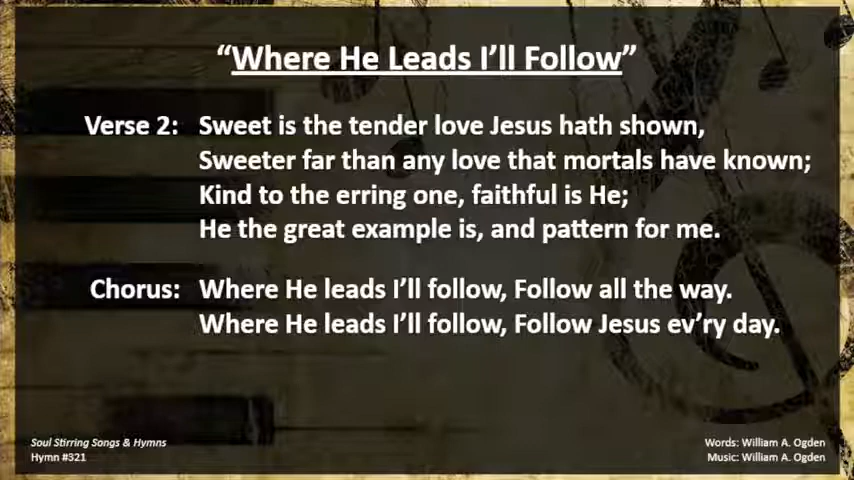 “Where He Leads I’ll Follow”
Verse 2: Sweet is the tender love Jesus hath shown,
Sweeter far than any love that mortals have known;
Kind to the erring one, faithful is He;
He the great example is, and pattern for me.
Chorus: Where He leads I’ll follow, Follow all the way.
Where He leads I’ll follow, Follow Jesus ev’ry day.
Soul Stirring Songs & Hymns
Hymn #321
Words: William A. Ogden
Music: William A. Ogden